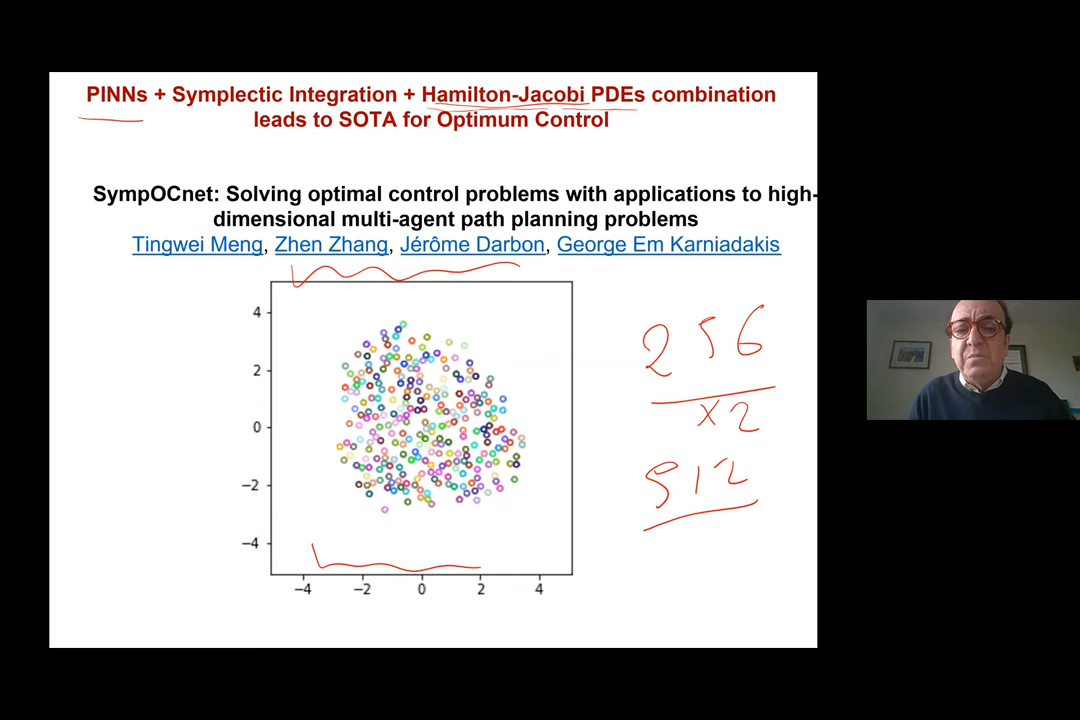 PINNs + Symplectic Integration + Hamilton-Jacobi PDEs combination
leads to SOTA for Optimum Control
SympOCnet: Solving optimal control problems with applications to high-
dimensional multi-agent path planning problems
Tingwei Meng, Zhen Zhang, Jérôme Darbon, George Em Karniadakis
4
2
0
−2
−4
−4 −2 0 2 4
256
x2
512